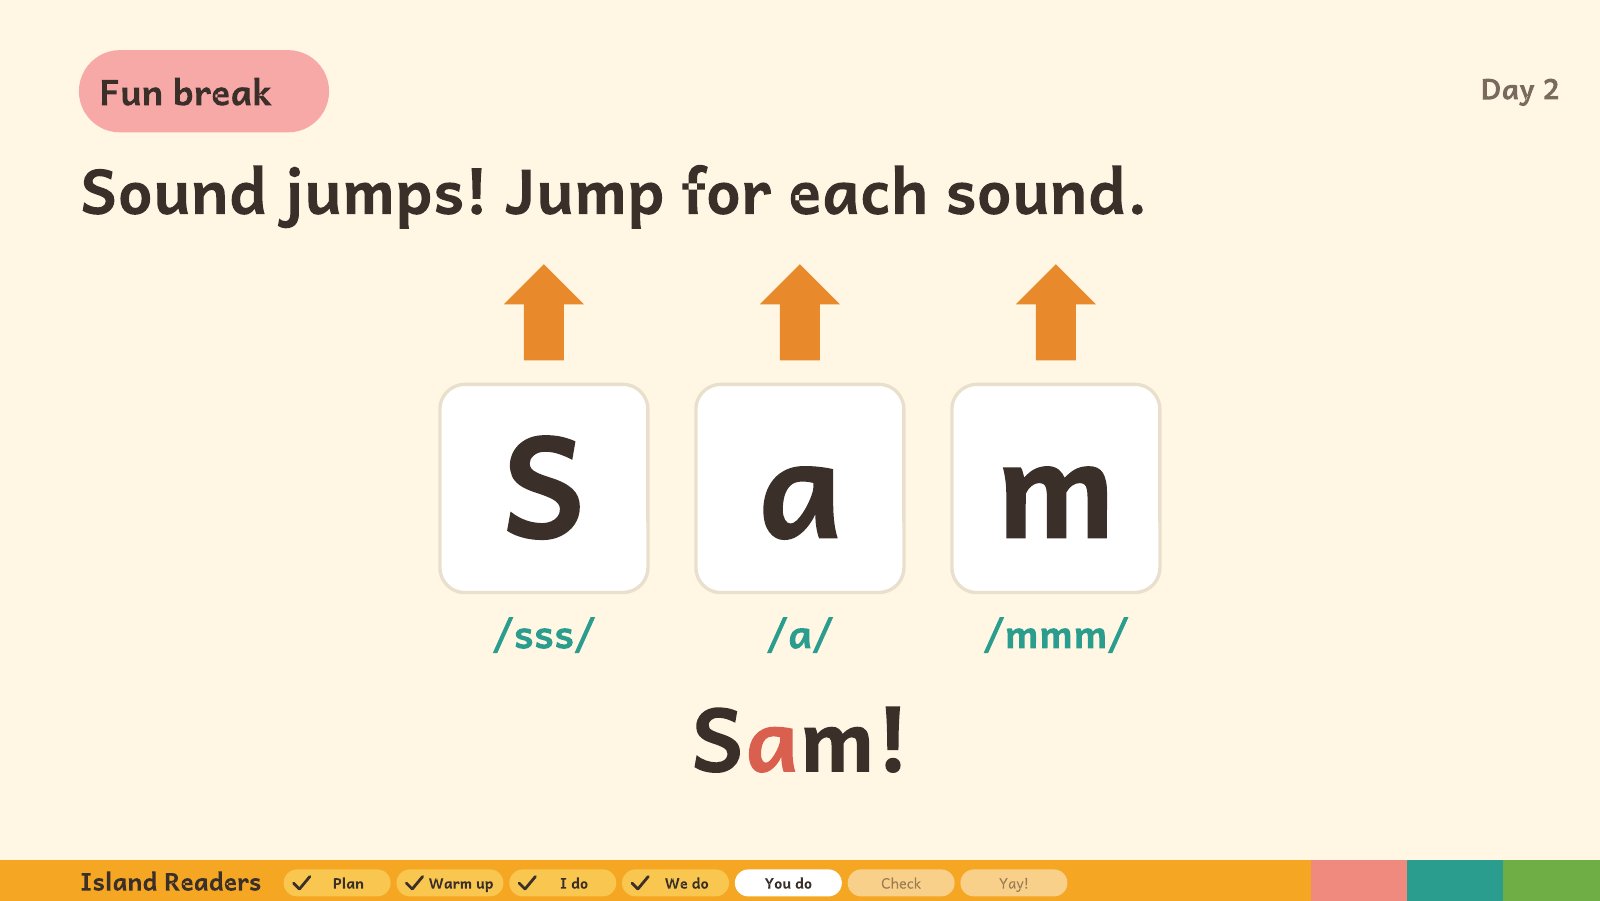 Fun break
Day 2
Sound jumps! Jump for each sound.
S a m
/sss/ /a/ /mmm/
Sam!
Island Readers Plan Warm up I do We do You do Check Yay!